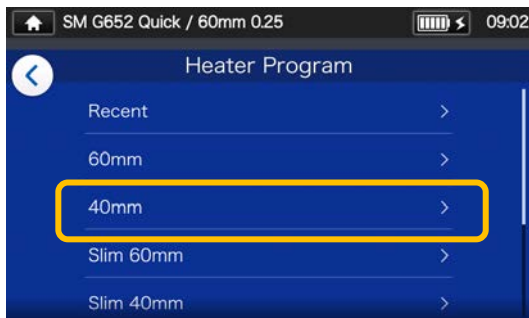 SM G652 Quick / 60mm 0.25 09:02
Heater Program
Recent
60mm
40mm
Slim 60mm
Slim 40mm